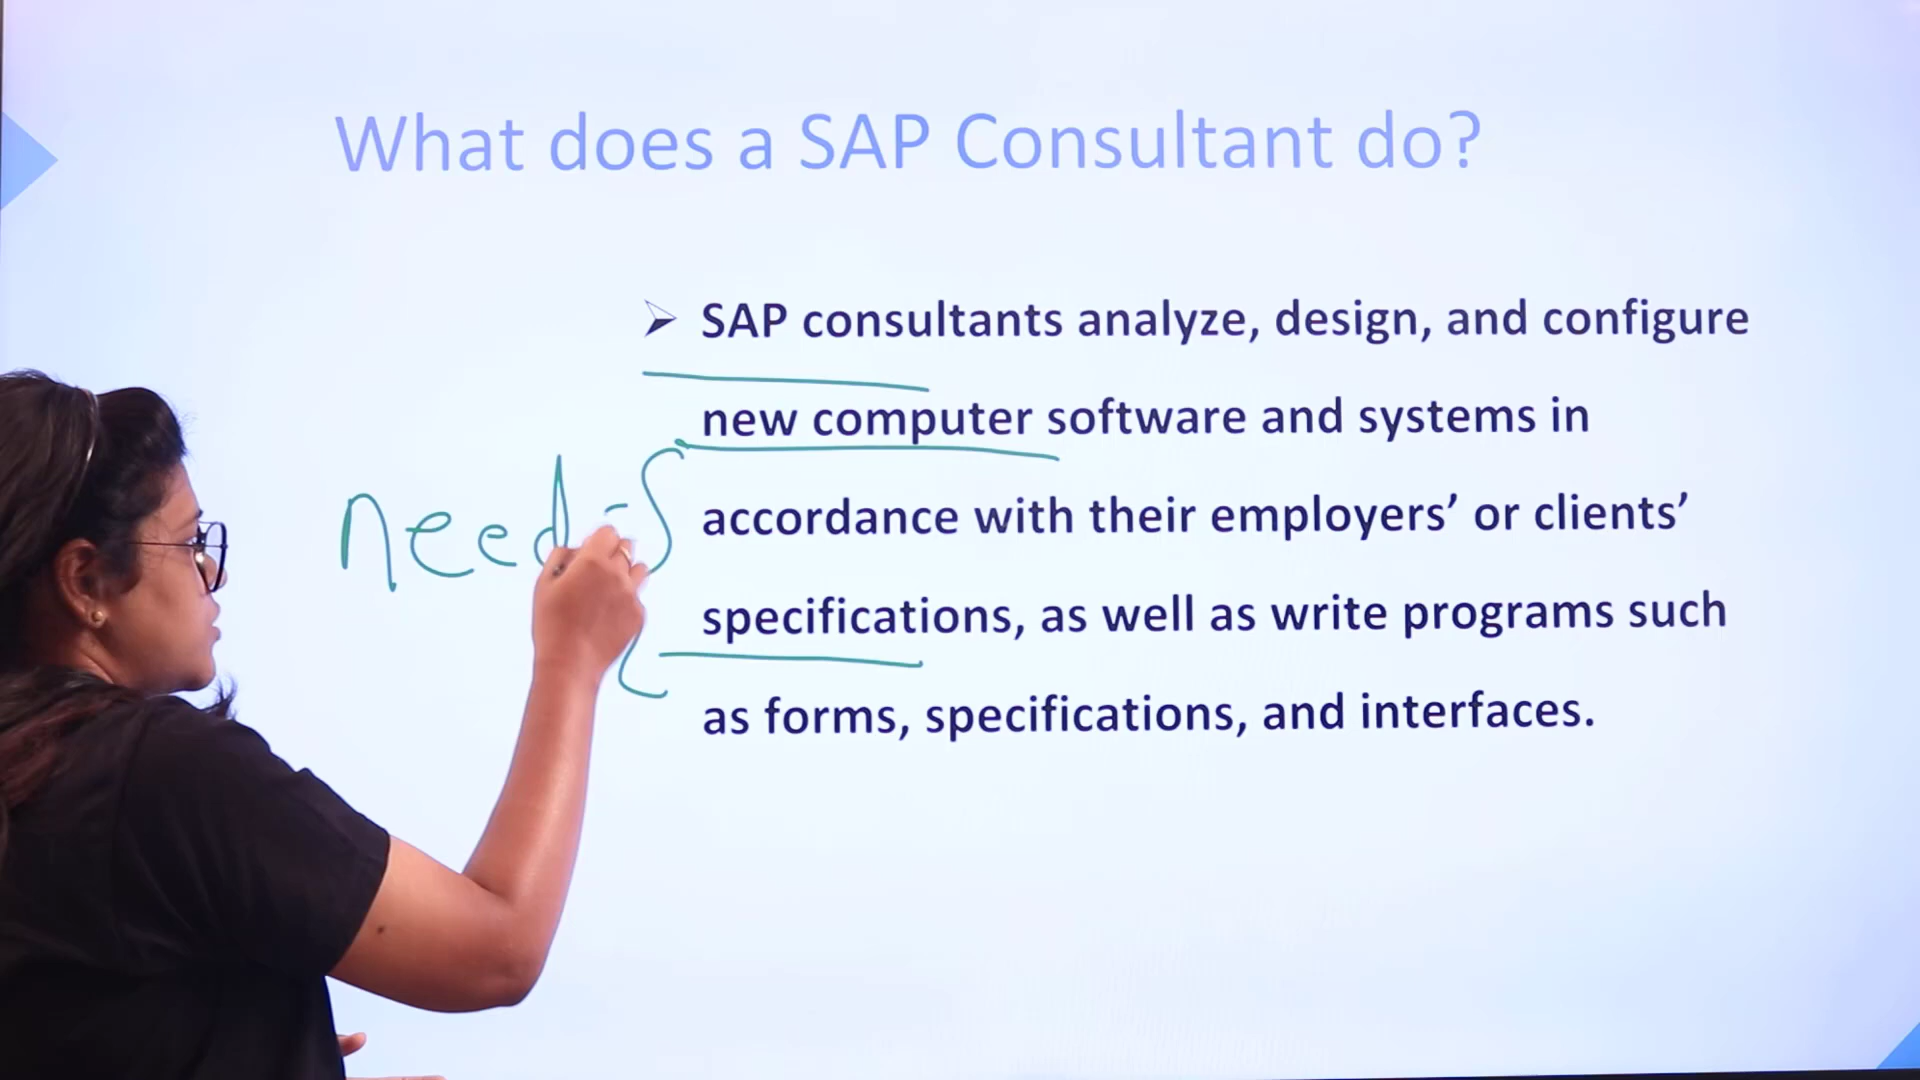 What does a SAP Consultant do?
➢ SAP consultants analyze, design, and configure
new computer software and systems in
accordance with their employers’ or clients’
specifications, as well as write programs such
as forms, specifications, and interfaces.
need